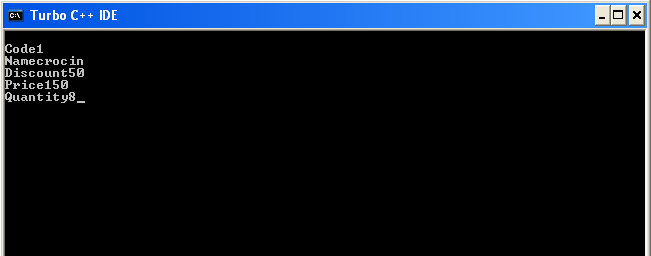 Turbo C++ IDE
Code1
Namecrocin
Discount50
Price150
Quantity8_